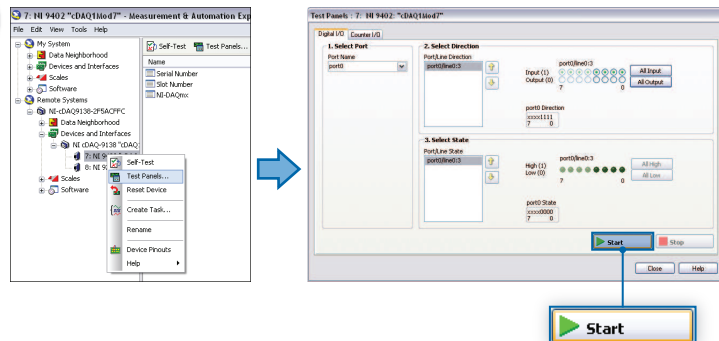 7: NI 9402 "cDAQ1Mod7" - Measurement & Automation Exp
File Edit View Tools Help
My System
Data Neighborhood
Devices and Interfaces
Scales
Software
Remote Systems
NI-cDAQ9138-2F5ACFFC
Data Neighborhood
Devices and Interfaces
NI cDAQ-9138 "cDAQ:
7: NI 9
8: NI 9
Scales
Software
Self-Test Test Panels...
Name
Serial Number
Slot Number
NI-DAQmx
Self-Test
Test Panels...
Reset Device
Create Task...
Rename
Device Pinouts
Help
Test Panels : 7: NI 9402: "cDAQ1Mod7"
Digital I/O Counter I/O
1. Select Port
Port Name
port0
2. Select Direction
Port/Line Direction
port0/line0:3
port0/line0:3
Input (1)
Output (0)
7 0
All Input
All Output
port0 Direction
xxxx1111
7 0
3. Select State
Port/Line State
port0/line0:3
port0/line0:3
High (1)
Low (0)
7 0
All High
All Low
port0 State
xxxx0000
7 0
Start Stop
Close Help
Start